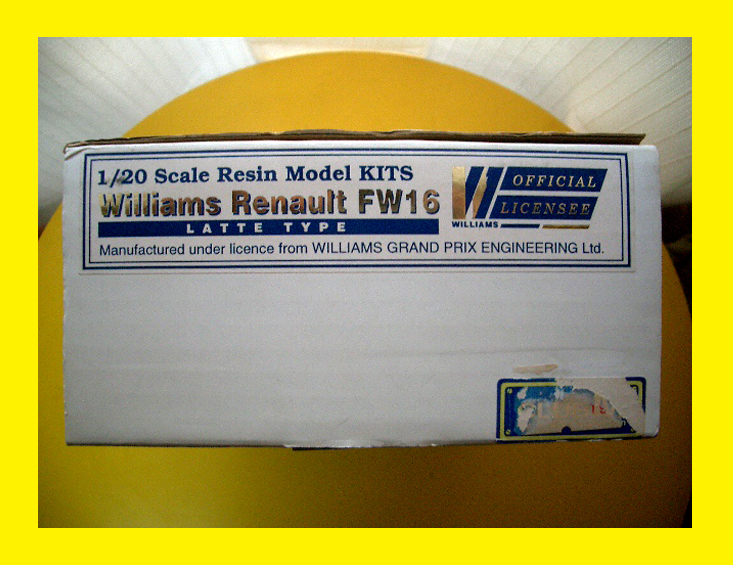 1/20 Scale Resin Model KITS
Williams Renault FW16
LATTE TYPE
Manufactured under licence from WILLIAMS GRAND PRIX ENGINEERING Ltd.
OFFICIAL
LICENSEE
WILLIAMS